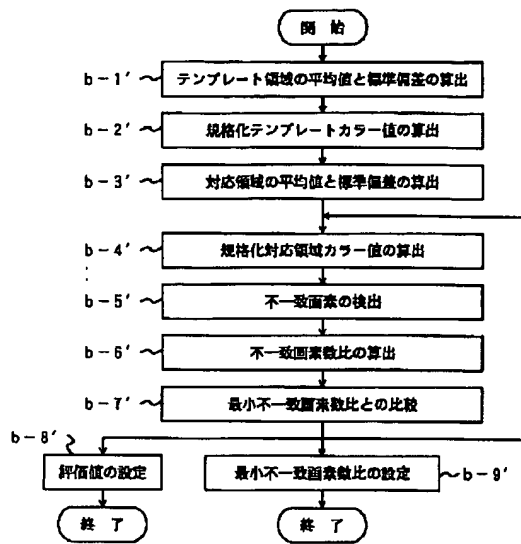 開 始
b-1′ テンプレート領域の平均値と標準偏差の算出
b-2′ 規格化テンプレートカラー値の算出
b-3′ 対応領域の平均値と標準偏差の算出
b-4′ 規格化対応領域カラー値の算出
b-5′ 不一致画素の検出
b-6′ 不一致画素数比の算出
b-7′ 最小不一致画素数比との比較
b-8′
評価値の設定 最小不一致画素数比の設定 b-9′
終 了 終 了